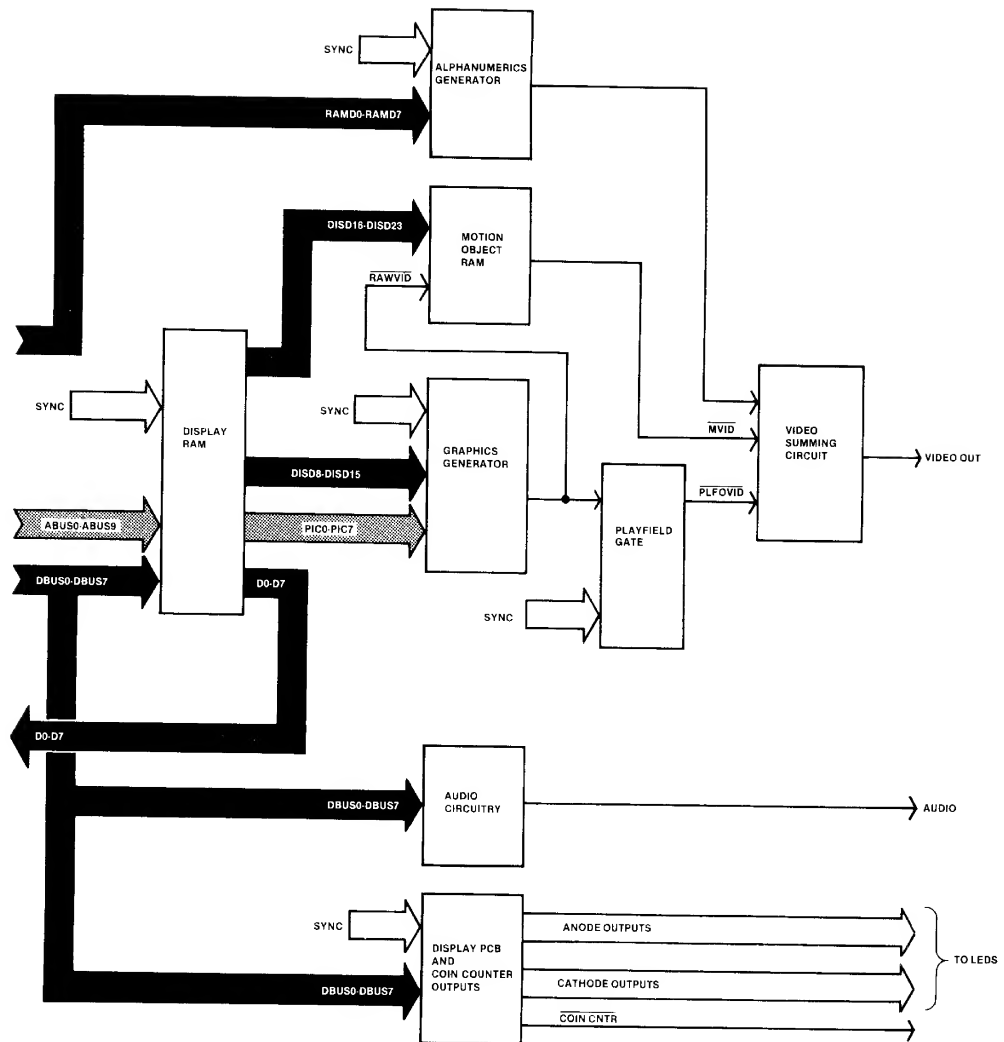 SYNC
ALPHANUMERICS
GENERATOR
RAMD0-RAMD7
DISD16-DISD23
MOTION
OBJECT
RAM
RAWVID
SYNC
DISPLAY
RAM
SYNC
GRAPHICS
GENERATOR
DISD8-DISD15
MVID
VIDEO
SUMMING
CIRCUIT
VIDEO OUT
PLFOVID
PLAYFIELD
GATE
ABUS0-ABUS9
PIC0-PIC7
DBUS0-DBUS7
D0-D7
SYNC
D0-D7
DBUS0-DBUS7
AUDIO
CIRCUITRY
AUDIO
SYNC
DISPLAY PCB
AND
COIN COUNTER
OUTPUTS
ANODE OUTPUTS
TO LEDS
CATHODE OUTPUTS
DBUS0-DBUS7
COIN CNTR